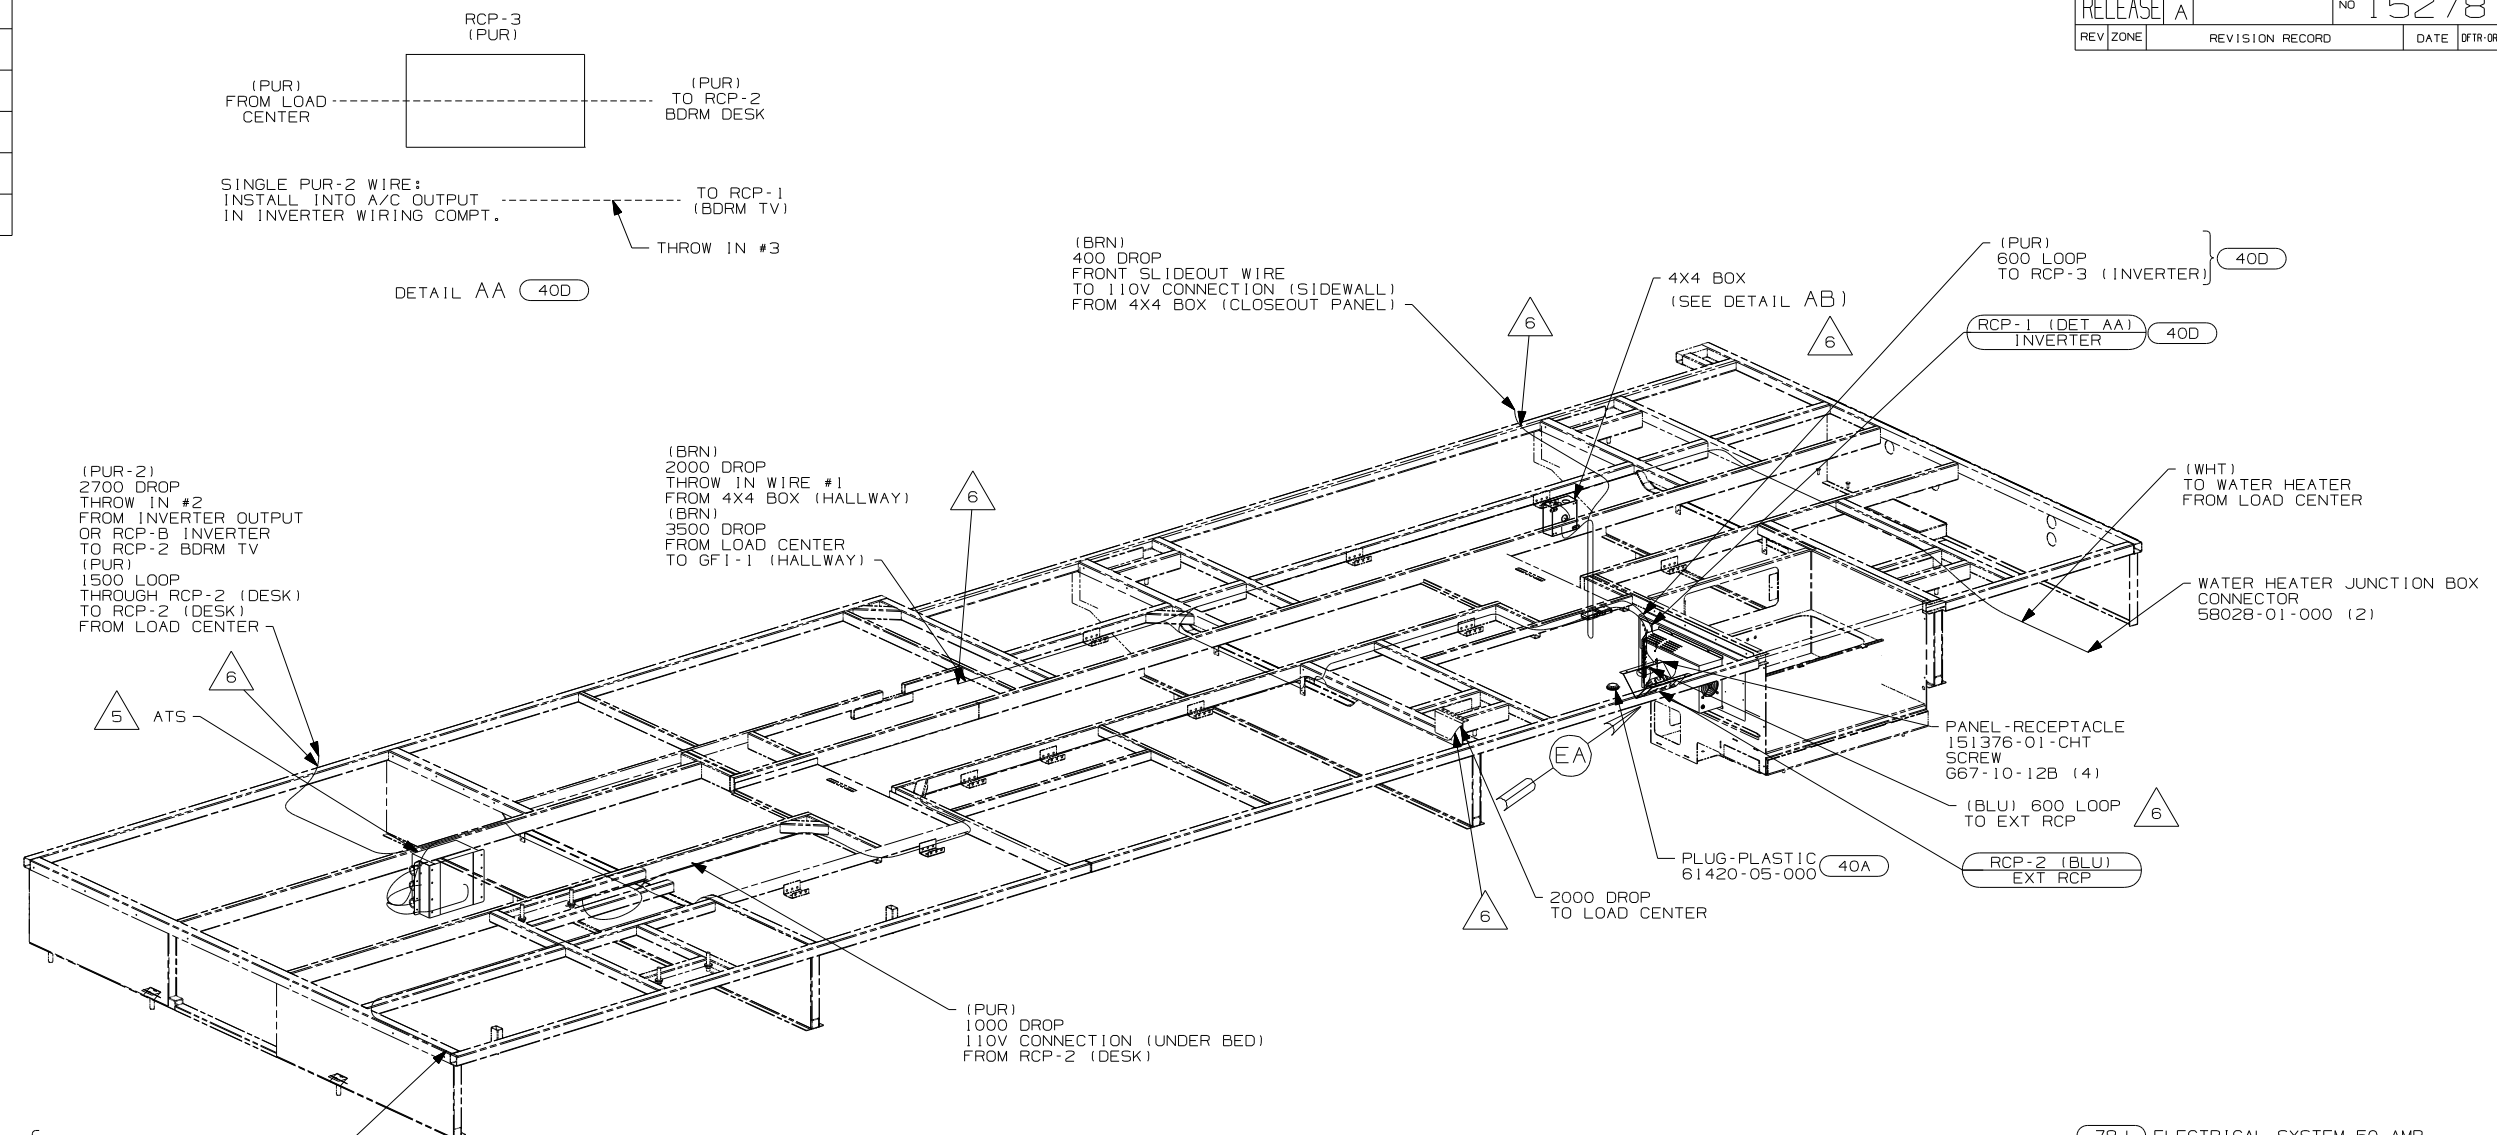 RCP-3
(PUR)
(PUR)
FROM LOAD
CENTER
(PUR)
TO RCP-2
BDRM DESK
SINGLE PUR-2 WIRE:
INSTALL INTO A/C OUTPUT
IN INVERTER WIRING COMPT.
TO RCP-1
(BDRM TV)
THROW IN #3
DETAIL AA 40D
RELEASE A NO 15278
REV ZONE REVISION RECORD DATE DFTR-
(BRN)
400 DROP
FRONT SLIDEOUT WIRE
TO 110V CONNECTION (SIDEWALL)
FROM 4X4 BOX (CLOSEOUT PANEL)
6
4X4 BOX
(SEE DETAIL AB)
6
(PUR)
600 LOOP
TO RCP-3 (INVERTER)
40D
RCP-1 (DET AA)
INVERTER
40D
(PUR-2)
2700 DROP
THROW IN #2
FROM INVERTER OUTPUT
OR RCP-B INVERTER
TO RCP-2 BDRM TV
(PUR)
1500 LOOP
THROUGH RCP-2 (DESK)
TO RCP-2 (DESK)
FROM LOAD CENTER
6
5 ATS
(BRN)
2000 DROP
THROW IN WIRE #1
FROM 4X4 BOX (HALLWAY)
(BRN)
3500 DROP
FROM LOAD CENTER
TO GFI-1 (HALLWAY)
6
(WHT)
TO WATER HEATER
FROM LOAD CENTER
WATER HEATER JUNCTION BOX
CONNECTOR
58028-01-000 (2)
PANEL-RECEPTACLE
151376-01-CHT
SCREW
G67-10-12B (4)
(BLU) 600 LOOP
TO EXT RCP
6
RCP-2 (BLU)
EXT RCP
EA
PLUG-PLASTIC
61420-05-000
40A
2000 DROP
TO LOAD CENTER
6
(PUR)
1000 DROP
110V CONNECTION (UNDER BED)
FROM RCP-2 (DESK)
ELECTRICAL SYSTEM 50 AMP